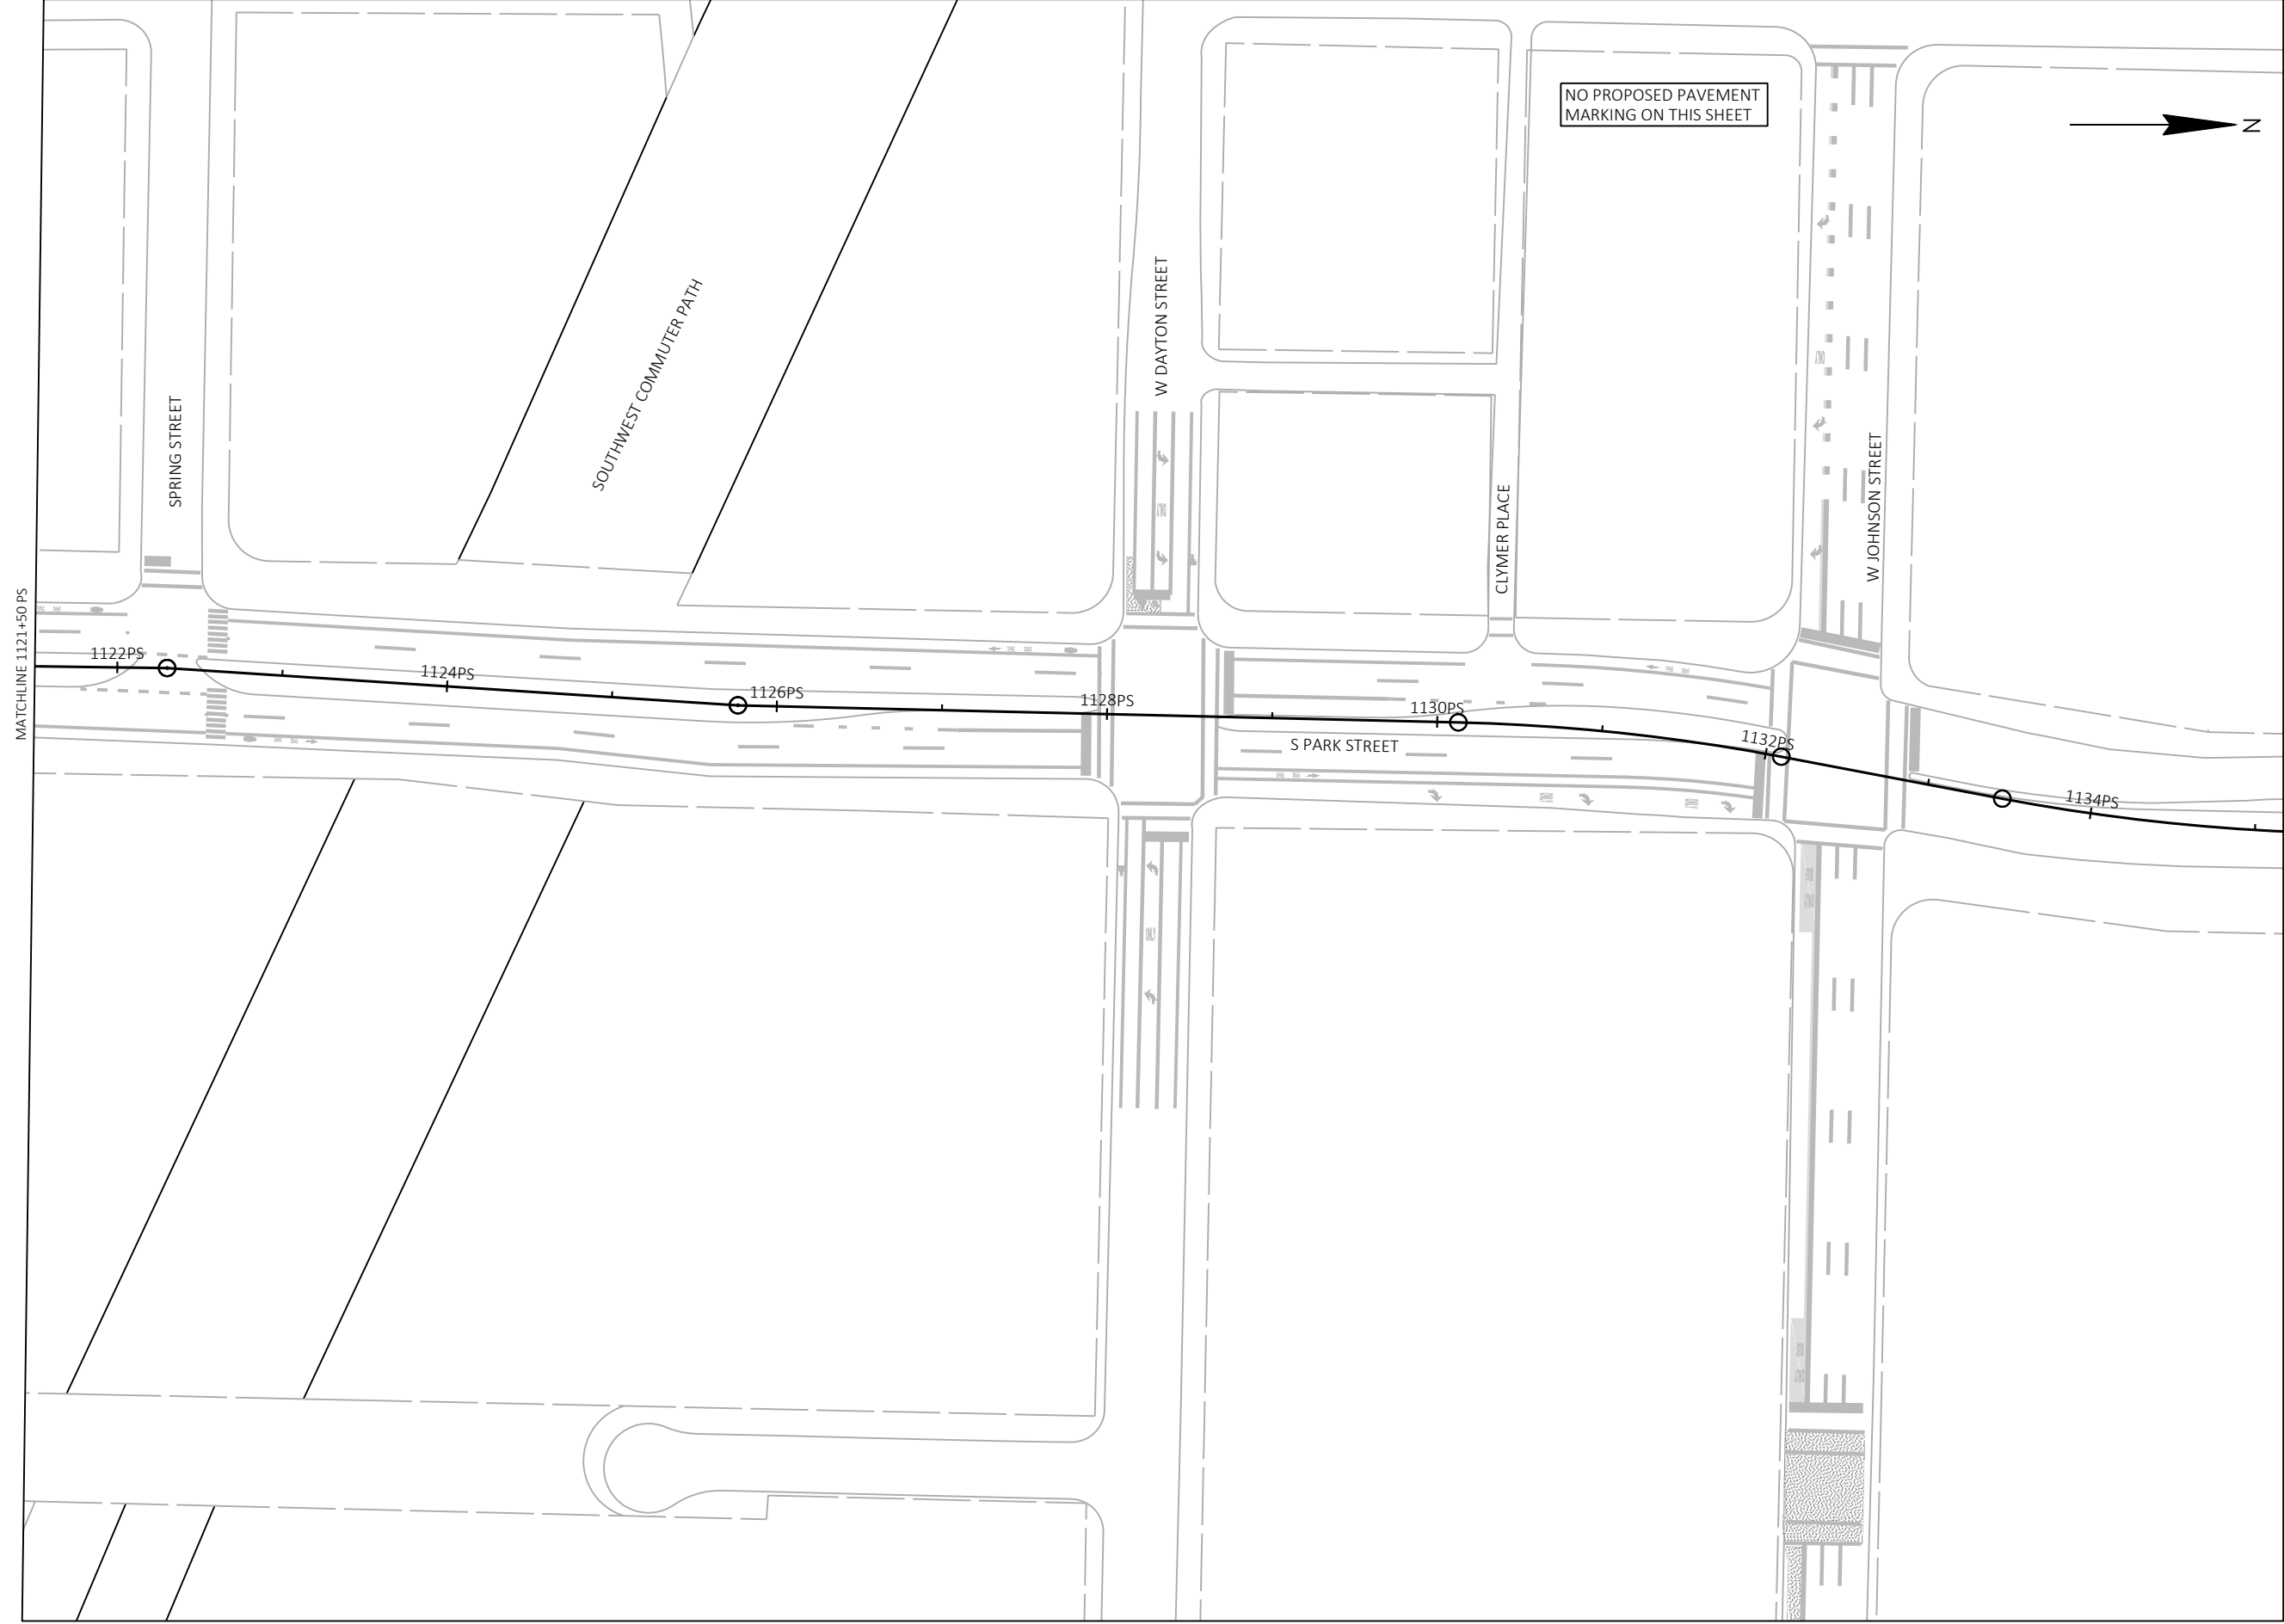 NO PROPOSED PAVEMENT
MARKING ON THIS SHEET
N
SPRING STREET
SOUTHWEST COMMUTER PATH
W DAYTON STREET
CLYMER PLACE
W JOHNSON STREET
MATCHLINE 1121+50 PS
1122PS
1124PS
1126PS
1128PS
1130PS
1132PS
1134PS
S PARK STREET
ONLY